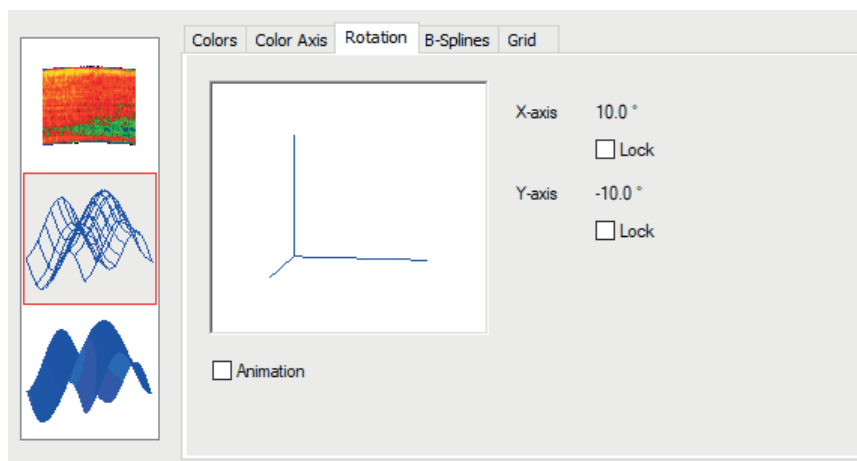 Colors Color Axis Rotation B-Splines Grid
X-axis 10.0 °
Lock
Y-axis -10.0 °
Lock
Animation